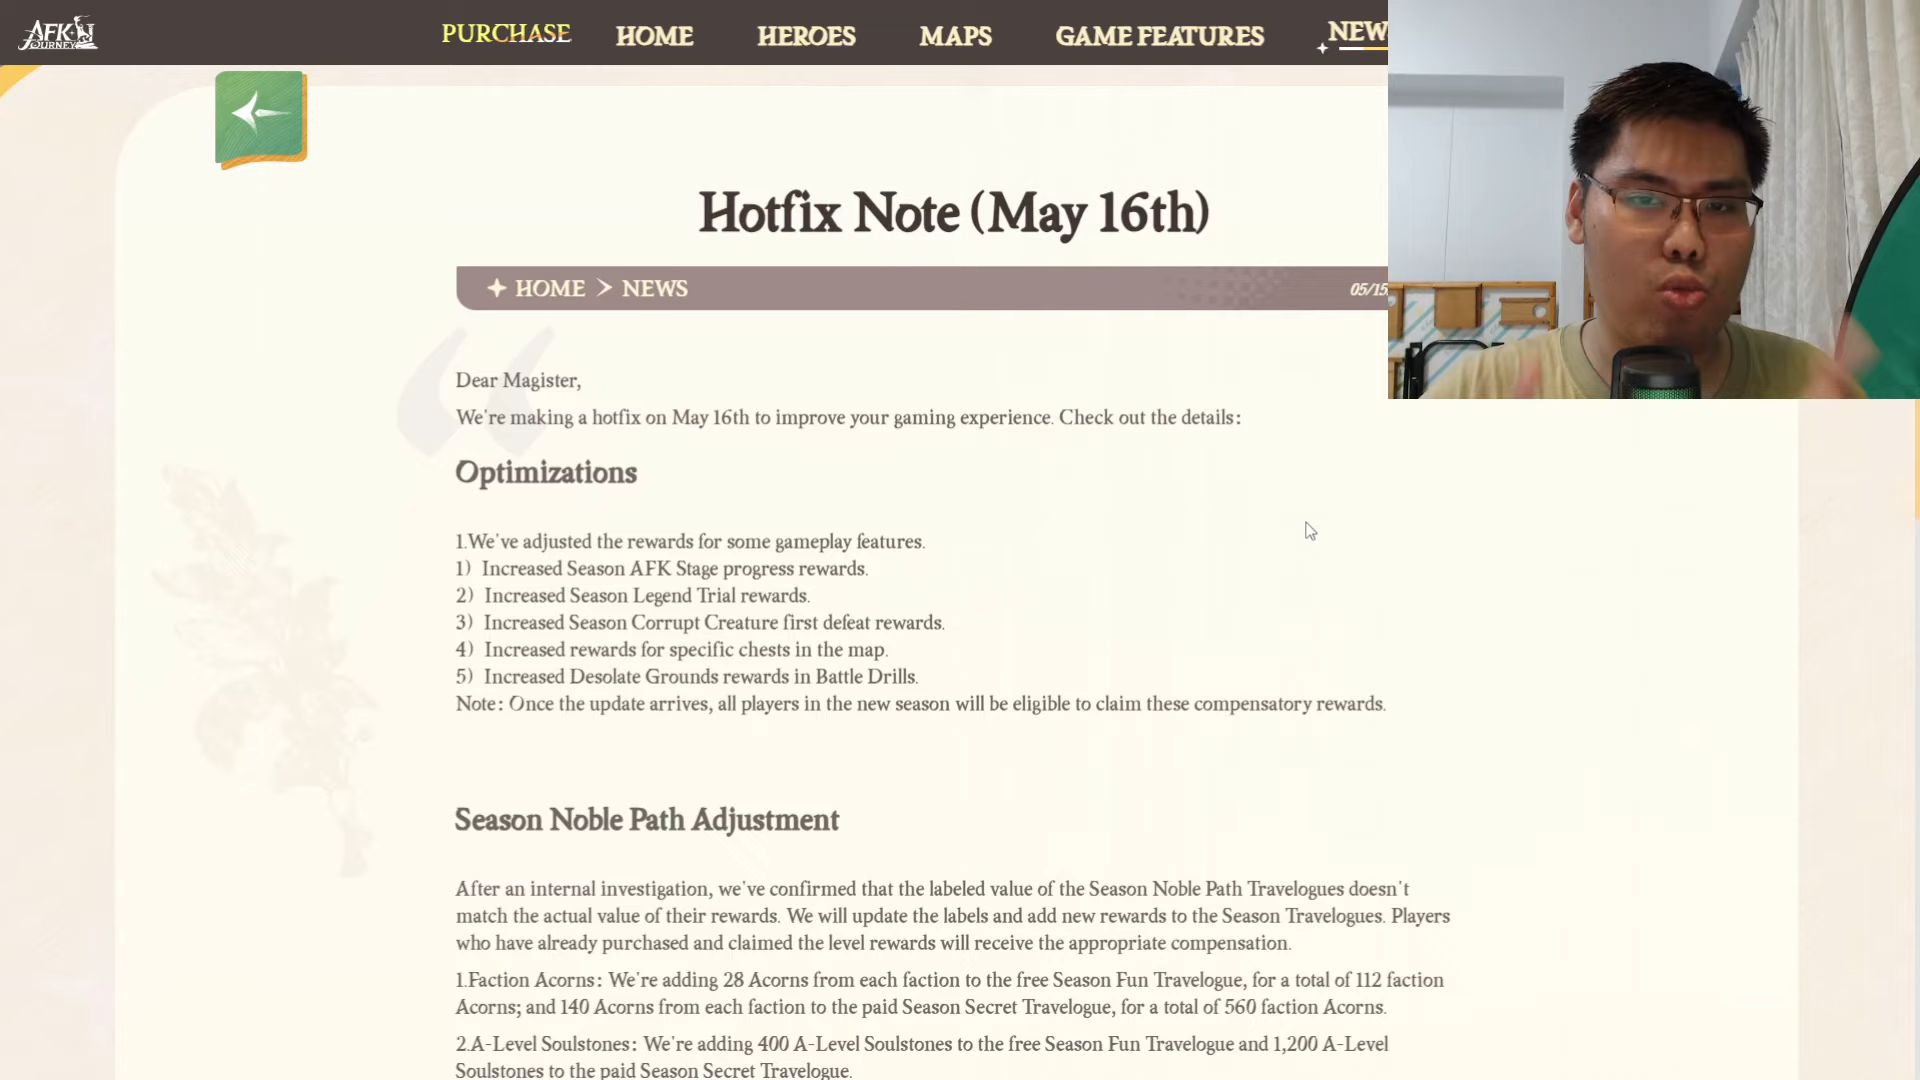 AFK
JOURNEY
PURCHASE
HOME
HEROES
MAPS
GAME FEATURES
NEW
Hotfix Note (May 16th)
HOME > NEWS
05/15
Dear Magister,
We're making a hotfix on May 16th to improve your gaming experience. Check out the details:
Optimizations
1.We've adjusted the rewards for some gameplay features.
1) Increased Season AFK Stage progress rewards.
2) Increased Season Legend Trial rewards.
3) Increased Season Corrupt Creature first defeat rewards.
4) Increased rewards for specific chests in the map.
5) Increased Desolate Grounds rewards in Battle Drills.
Note: Once the update arrives, all players in the new season will be eligible to claim these compensatory rewards.
Season Noble Path Adjustment
After an internal investigation, we've confirmed that the labeled value of the Season Noble Path Travelogues doesn't
match the actual value of their rewards. We will update the labels and add new rewards to the Season Travelogues. Players
who have already purchased and claimed the level rewards will receive the appropriate compensation.
1.Faction Acorns: We're adding 28 Acorns from each faction to the free Season Fun Travelogue, for a total of 112 faction
Acorns; and 140 Acorns from each faction to the paid Season Secret Travelogue, for a total of 560 faction Acorns.
2.A-Level Soulstones: We're adding 400 A-Level Soulstones to the free Season Fun Travelogue and 1,200 A-Level
Soulstones to the paid Season Secret Travelogue.